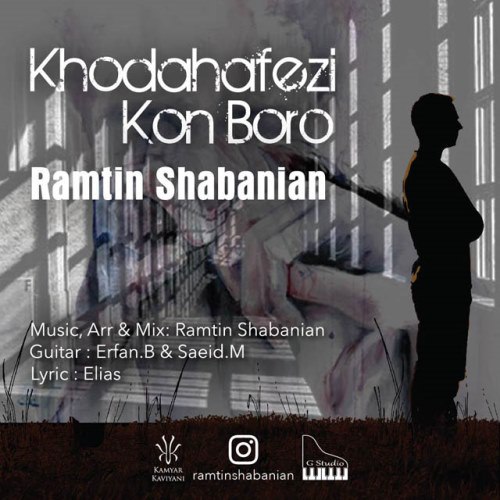 Khodahafezi
Kon Boro
Ramtin Shabanian
Music, Arr & Mix: Ramtin Shabanian
Guitar : Erfan.B & Saeid.M
Lyric : Elias
KAMYAR
KAVIYANI
ramtinshabanian
G Studio